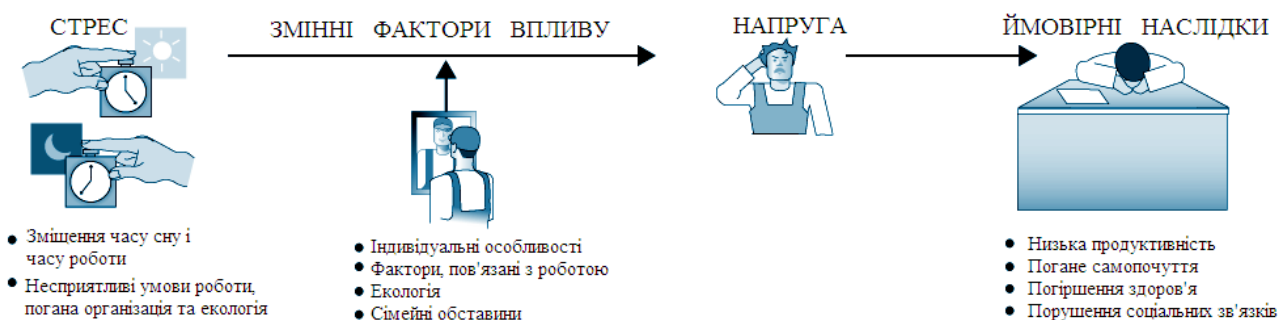 СТРЕС
ЗМІННІ ФАКТОРИ ВПЛИВУ
НАПРУГА
ЙМОВІРНІ НАСЛІДКИ
• Зміщення часу сну і
часу роботи
• Несприятливі умови роботи,
погана організація та екологія
• Індивідуальні особливості
• Фактори, пов'язані з роботою
• Екологія
• Сімейні обставини
• Низька продуктивність
• Погане самопочуття
• Погіршення здоров'я
• Порушення соціальних зв'язків